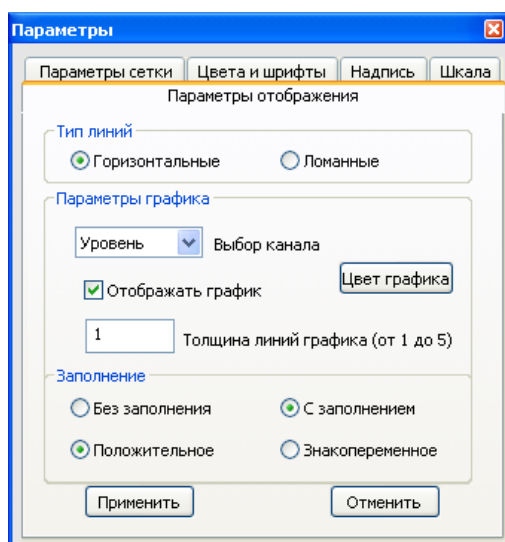 Параметры
Параметры сетки Цвета и шрифты Надпись Шкала
Параметры отображения
Тип линий
Горизонтальные Ломанные
Параметры графика
Уровень Выбор канала
Цвет графика
Отображать график
1 Толщина линий графика (от 1 до 5)
Заполнение
Без заполнения С заполнением
Положительное Знакопеременное
Применить Отменить